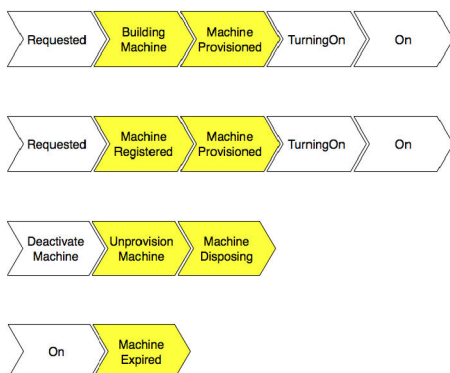 Requested
Building
Machine
Machine
Provisioned
TurningOn
On
Requested
Machine
Registered
Machine
Provisioned
TurningOn
On
Deactivate
Machine
Unprovision
Machine
Machine
Disposing
On
Machine
Expired